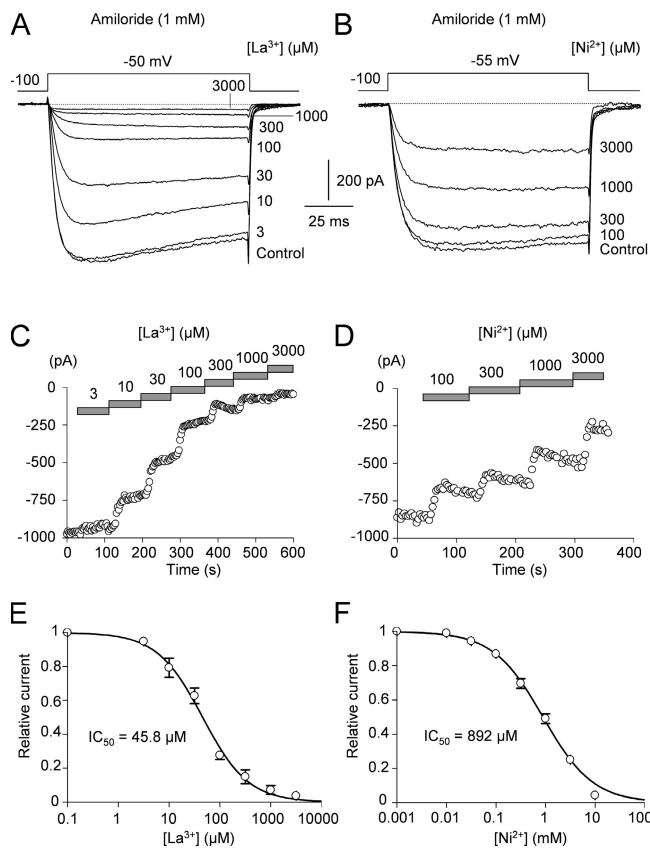 A
Amiloride (1 mM)
[La³⁺] (µM)
-50 mV
-100
3000
1000
300
100
30
10
3
Control
200 pA
25 ms
B
Amiloride (1 mM)
[Ni²⁺] (µM)
-55 mV
-100
3000
1000
300
100
Control
C
[La³⁺] (µM)
(pA)
3 10 30 100 300 1000 3000
0
-250
-500
-750
-1000
0 100 200 300 400 500 600
Time (s)
D
[Ni²⁺] (µM)
(pA)
100 300 1000 3000
0
-250
-500
-750
-1000
0 100 200 300 400
Time (s)
E
Relative current
1
0.8
0.6
0.4
0.2
0
IC₅₀ = 45.8 µM
0.1 1 10 100 1000 10000
[La³⁺] (µM)
F
Relative current
1
0.8
0.6
0.4
0.2
0
IC₅₀ = 892 µM
0.001 0.01 0.1 1 10 100
[Ni²⁺] (mM)